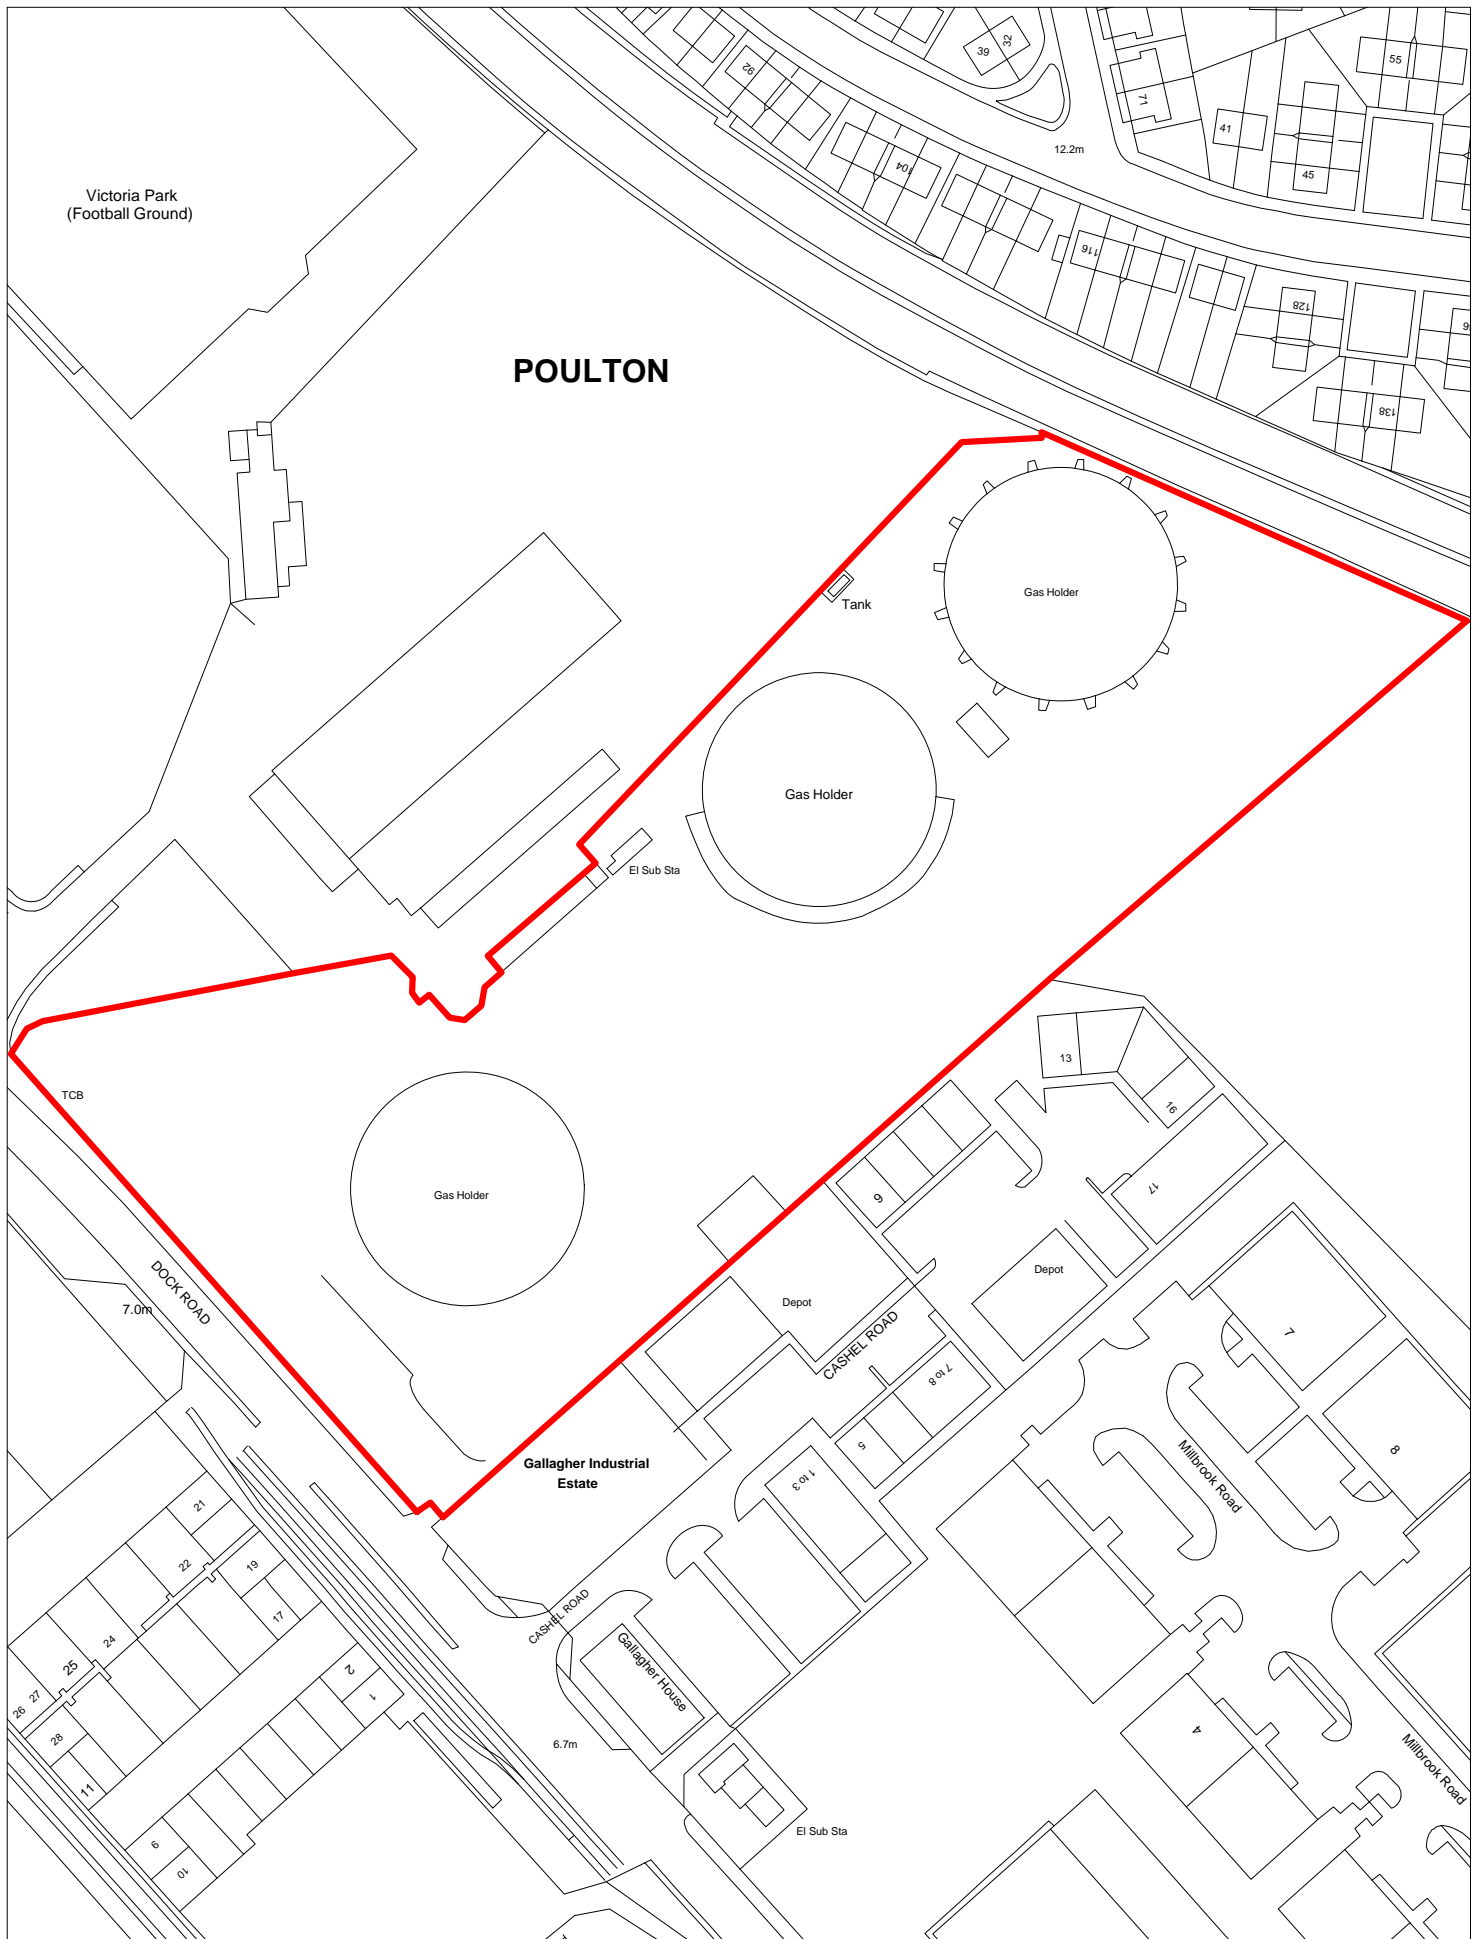 39
32
55
92
71
41
12.2m
104
45
Victoria Park
(Football Ground)
116
128
POULTON
138
Gas Holder
Tank
Gas Holder
El Sub Sta
13
TCB
16
Gas Holder
9
17
DOCK ROAD
Depot
7.0m
Depot
CASHEL ROAD
7
7 to 8
5
8
Gallagher Industrial
Estate
1 to 3
Millbrook Road
21
22
19
CASHEL ROAD
17
24
Gallagher House
25
2
27
1
26
28
4
6.7m
Millbrook Road
11
El Sub Sta
9
10